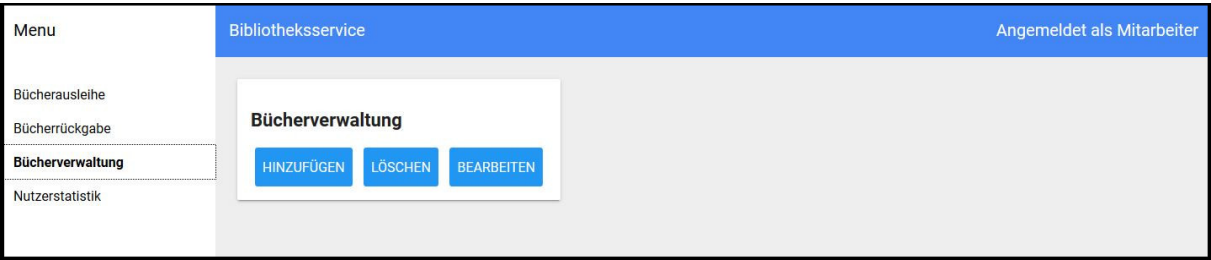 Menu
Bibliotheksservice
Angemeldet als Mitarbeiter
Bücherausleihe
Bücherrückgabe
Bücherverwaltung
Nutzerstatistik
Bücherverwaltung
HINZUFÜGEN LÖSCHEN BEARBEITEN